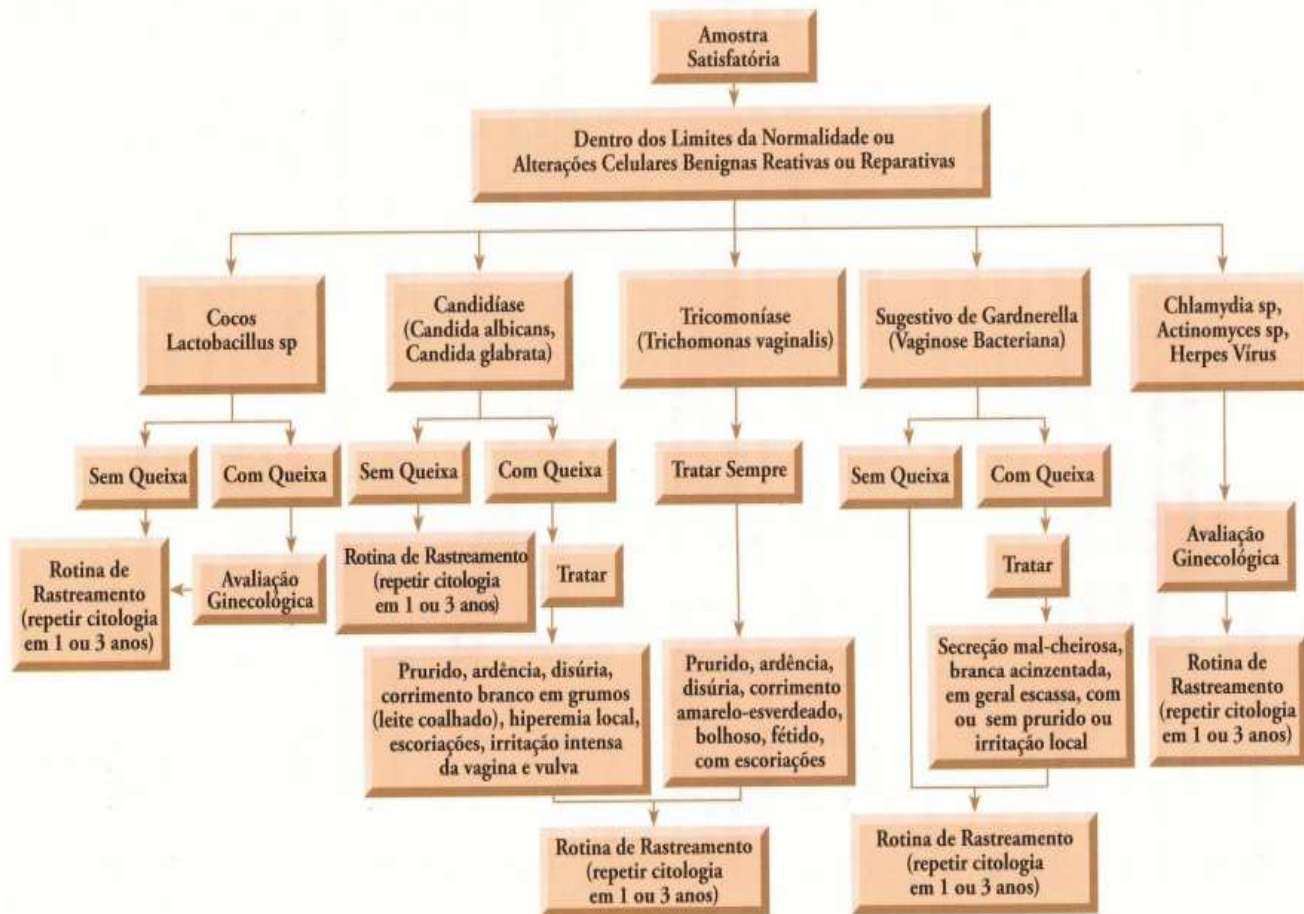 Amostra
Satisfatória
Dentro dos Limites da Normalidade ou
Alterações Celulares Benignas Reativas ou Reparativas
Cocos
Lactobacillus sp
Candidíase
(Candida albicans,
Candida glabrata)
Tricomoníase
(Trichomonas vaginalis)
Sugestivo de Gardnerella
(Vaginose Bacteriana)
Chlamydia sp,
Actinomyces sp,
Herpes Vírus
Sem Queixa
Com Queixa
Sem Queixa
Com Queixa
Tratar Sempre
Sem Queixa
Com Queixa
Rotina de
Rastreamento
(repetir citologia
em 1 ou 3 anos)
Avaliação
Ginecológica
Rotina de Rastreamento
(repetir citologia
em 1 ou 3 anos)
Tratar
Tratar
Avaliação
Ginecológica
Prurido, ardência, disúria,
corrimento branco em grumos
(leite coalhado), hiperemia local,
escoriações, irritação intensa
da vagina e vulva
Prurido, ardência,
disúria, corrimento
amarelo-esverdeado,
bolhoso, fétido,
com escoriações
Secreção mal-cheirosa,
branca acinzentada,
em geral escassa, com
ou sem prurido ou
irritação local
Rotina de
Rastreamento
(repetir citologia
em 1 ou 3 anos)
Rotina de Rastreamento
(repetir citologia
em 1 ou 3 anos)
Rotina de Rastreamento
(repetir citologia
em 1 ou 3 anos)